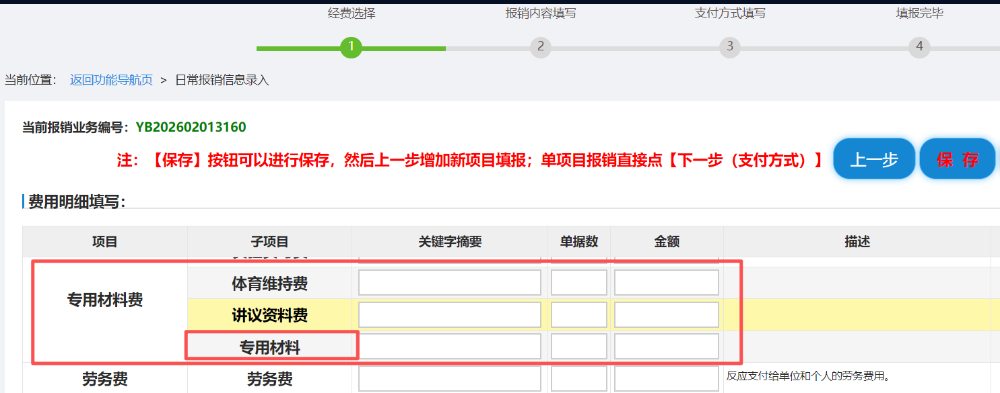 经费选择 报销内容填写 支付方式填写 填报完毕
1 2 3 4
当前位置： 返回功能导航页 > 日常报销信息录入
当前报销业务编号：YB202602013160
注：【保存】按钮可以进行保存，然后上一步增加新项目填报；单项目报销直接点【下一步（支付方式）】 上一步 保 存
费用明细填写：
项目 子项目 关键字摘要 单据数 金额 描述
体育维持费
专用材料费
讲议资料费
专用材料
劳务费 劳务费 反应支付给单位和个人的劳务费用。